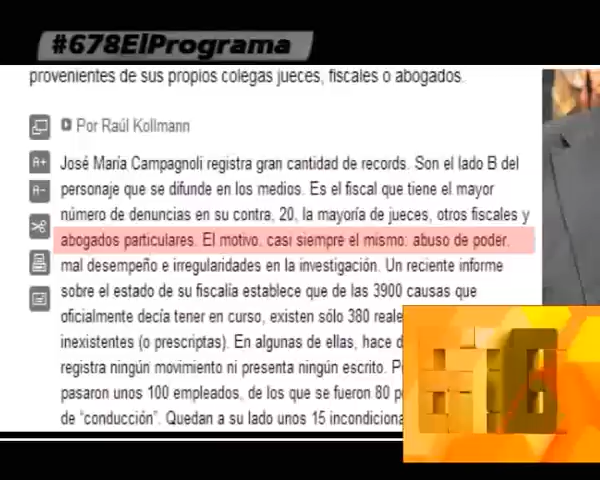 #678ElPrograma
provenientes de sus propios colegas jueces, fiscales o abogados.
Por Raúl Kollmann
A+
A-
José María Campagnoli registra gran cantidad de records. Son el lado B del
personaje que se difunde en los medios. Es el fiscal que tiene el mayor
número de denuncias en su contra, 20, la mayoría de jueces, otros fiscales y
abogados particulares. El motivo, casi siempre el mismo: abuso de poder,
mal desempeño e irregularidades en la investigación. Un reciente informe
sobre el estado de su fiscalía establece que de las 3900 causas que
oficialmente decía tener en curso, existen sólo 380
inexistentes (o prescriptas). En algunas de ellas, hace
registra ningún movimiento ni presenta ningún escrito.
pasaron unos 100 empleados, de los que se fueron 80
de “conducción”. Quedan a su lado unos 15
678